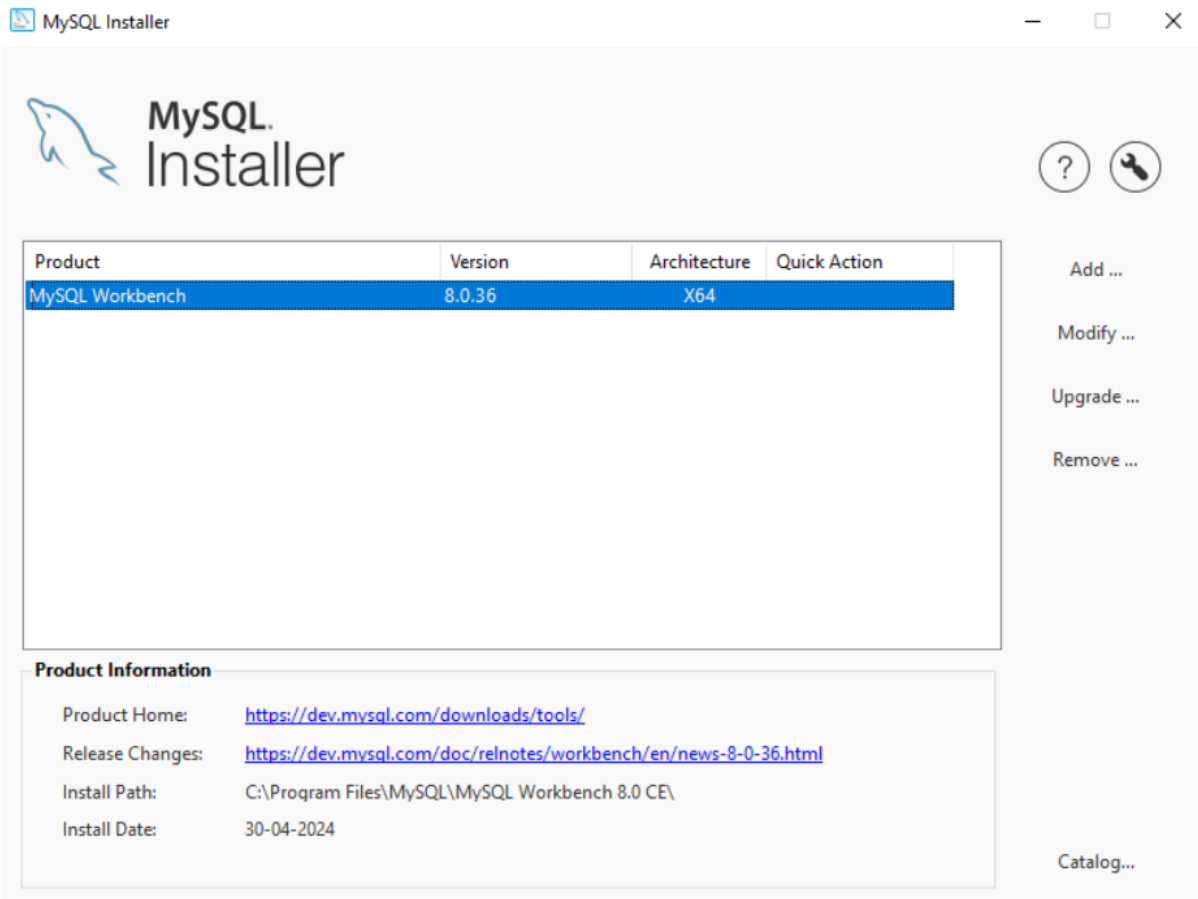 MySQL Installer
MySQL.
Installer
?
Product Version Architecture Quick Action
MySQL Workbench 8.0.36 X64
Add ...
Modify ...
Upgrade ...
Remove ...
Product Information
Product Home: https://dev.mysql.com/downloads/tools/
Release Changes: https://dev.mysql.com/doc/relnotes/workbench/en/news-8-0-36.html
Install Path: C:\Program Files\MySQL\MySQL Workbench 8.0 CE\
Install Date: 30-04-2024
Catalog...